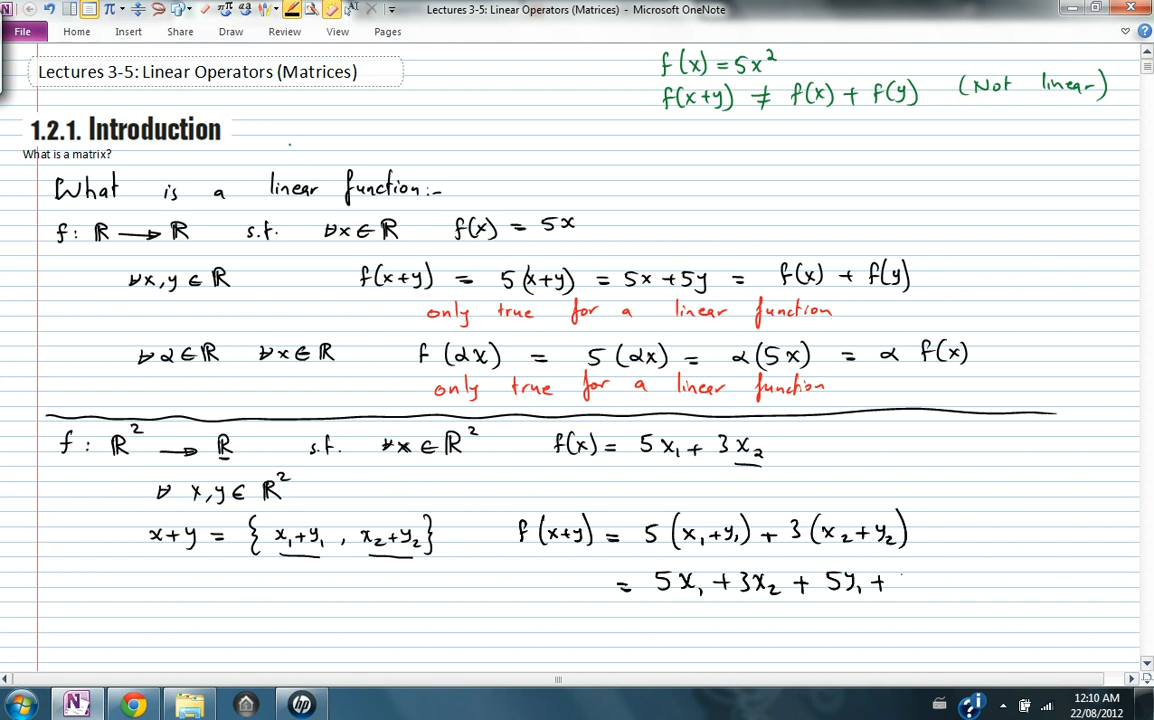 Lectures 3-5: Linear Operators (Matrices) - Microsoft OneNote
File Home Insert Share Draw Review View Pages
Lectures 3-5: Linear Operators (Matrices)
f(x) = 5x²
f(x+y) ≠ f(x) + f(y) (Not linear)
1.2.1. Introduction
What is a matrix?
What is a linear function:-
f: ℝ → ℝ s.t. ∀x ∈ ℝ f(x) = 5x
∀x,y ∈ ℝ f(x+y) = 5(x+y) = 5x+5y = f(x) + f(y)
only true for a linear function
∀α∈ℝ ∀x∈ℝ f(αx) = 5(αx) = α(5x) = α f(x)
only true for a linear function
f: ℝ² → ℝ s.t. ∀x ∈ ℝ² f(x) = 5x₁ + 3x₂
∀ x,y ∈ ℝ²
x+y = { x₁+y₁ , x₂+y₂} f(x+y) = 5(x₁+y₁) + 3(x₂+y₂)
= 5x₁ + 3x₂ + 5y₁ +
12:10 AM
22/08/2012